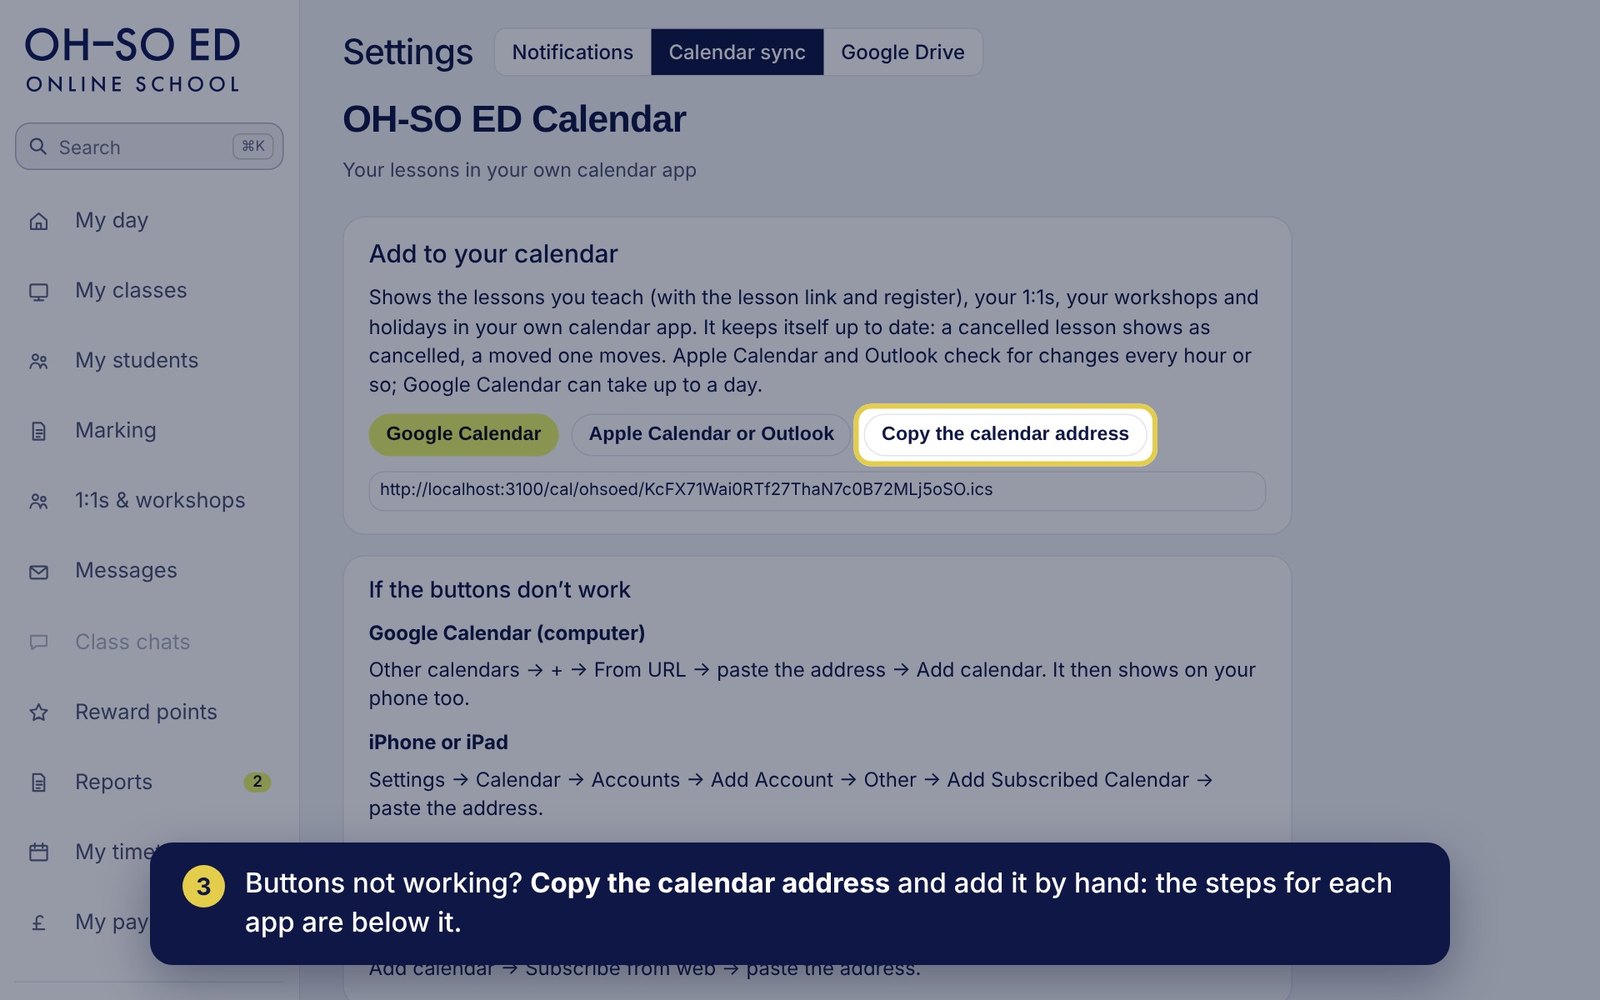 OH-SO ED
ONLINE SCHOOL
Search
⌘K
My day
My classes
My students
Marking
1:1s & workshops
Messages
Class chats
Reward points
Reports
2
My timet
My pay
Settings
Notifications
Calendar sync
Google Drive
OH-SO ED Calendar
Your lessons in your own calendar app
Add to your calendar
Shows the lessons you teach (with the lesson link and register), your 1:1s, your workshops and
holidays in your own calendar app. It keeps itself up to date: a cancelled lesson shows as
cancelled, a moved one moves. Apple Calendar and Outlook check for changes every hour or
so; Google Calendar can take up to a day.
Google Calendar
Apple Calendar or Outlook
Copy the calendar address
http://localhost:3100/cal/ohsoed/KcFX71Wai0RTf27ThaN7c0B72MLj5oSO.ics
If the buttons don’t work
Google Calendar (computer)
Other calendars → + → From URL → paste the address → Add calendar. It then shows on your
phone too.
iPhone or iPad
Settings → Calendar → Accounts → Add Account → Other → Add Subscribed Calendar →
paste the address.
3
Buttons not working? Copy the calendar address and add it by hand: the steps for each
app are below it.
Add calendar → Subscribe from web → paste the address.